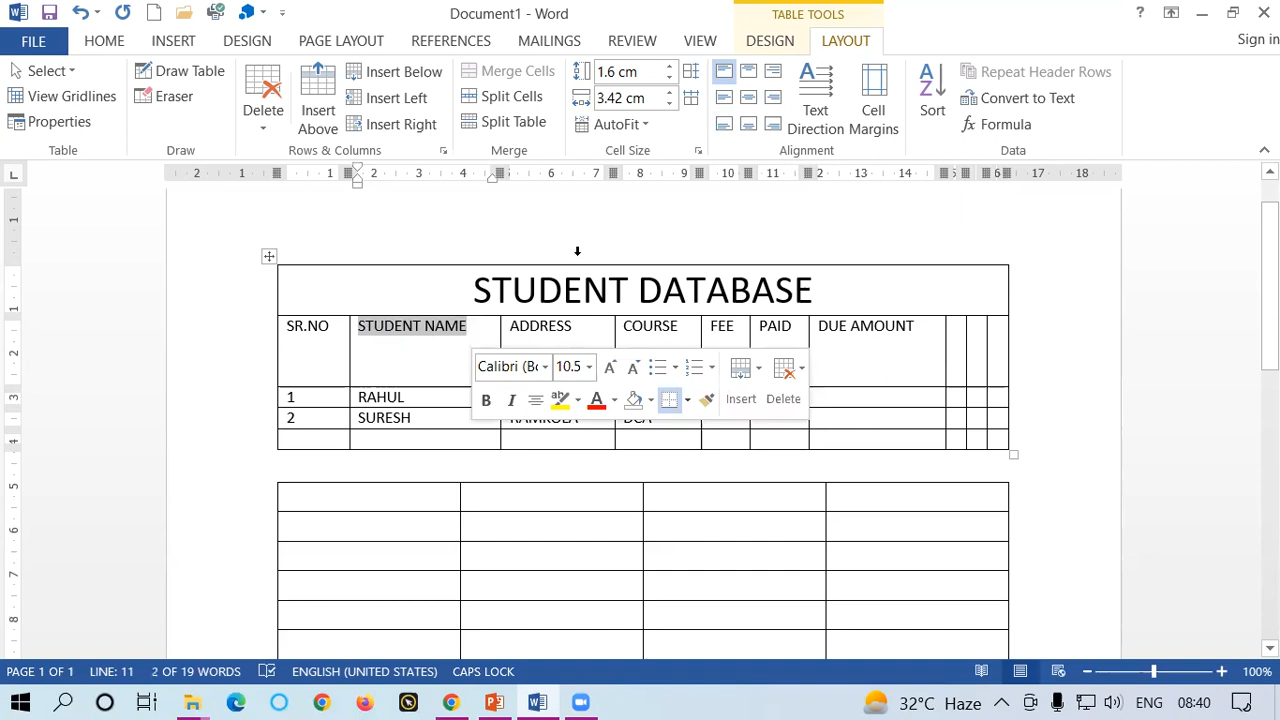 Document1 - Word
TABLE TOOLS
FILE HOME INSERT DESIGN PAGE LAYOUT REFERENCES MAILINGS REVIEW VIEW DESIGN LAYOUT
Sign in
Select
View Gridlines
Properties
Table
Draw Table
Eraser
Draw
Delete
Insert Above
Insert Below
Insert Left
Insert Right
Rows & Columns
Merge Cells
Split Cells
Split Table
Merge
1.6 cm
3.42 cm
AutoFit
Cell Size
Text Direction
Cell Margins
Alignment
Sort
Repeat Header Rows
Convert to Text
Formula
Data
STUDENT DATABASE
SR.NO STUDENT NAME ADDRESS COURSE FEE PAID DUE AMOUNT
Calibri (Bo 10.5
Insert Delete
1 RAHUL
2 SURESH RAMKOLA DCA
PAGE 1 OF 1 LINE: 11 2 OF 19 WORDS ENGLISH (UNITED STATES) CAPS LOCK 100%
32°C Haze ENG 08:40